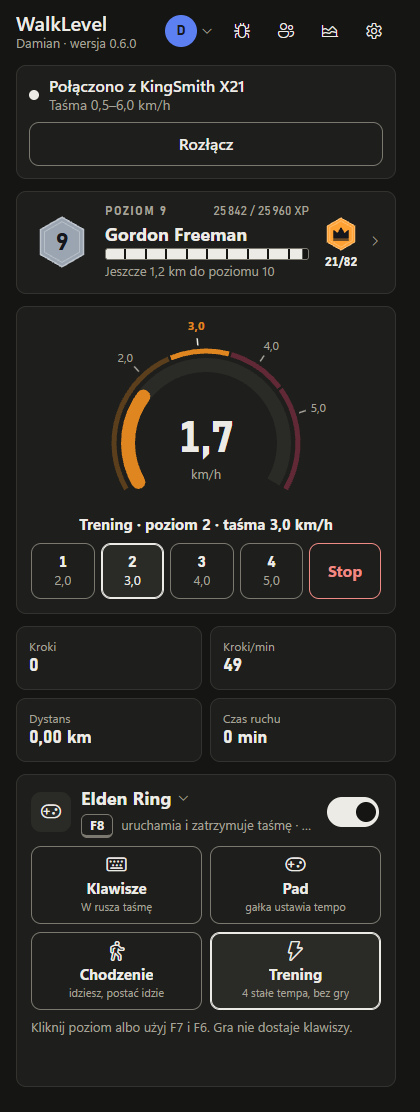 WalkLevel
Damian · wersja 0.6.0
D
Połączono z KingSmith X21
Taśma 0,5–6,0 km/h
Rozłącz
POZIOM 9 25 842 / 25 960 XP
9
Gordon Freeman
Jeszcze 1,2 km do poziomu 10
21/82
3,0
2,0 4,0
5,0
1,7
km/h
Trening · poziom 2 · taśma 3,0 km/h
1 2 3 4 Stop
2,0 3,0 4,0 5,0
Kroki Kroki/min
0 49
Dystans Czas ruchu
0,00 km 0 min
Elden Ring
F8 uruchamia i zatrzymuje taśmę · ...
Klawisze Pad
W rusza taśmę gałka ustawia tempo
Chodzenie Trening
idziesz, postać idzie 4 stałe tempa, bez gry
Kliknij poziom albo użyj F7 i F6. Gra nie dostaje klawiszy.